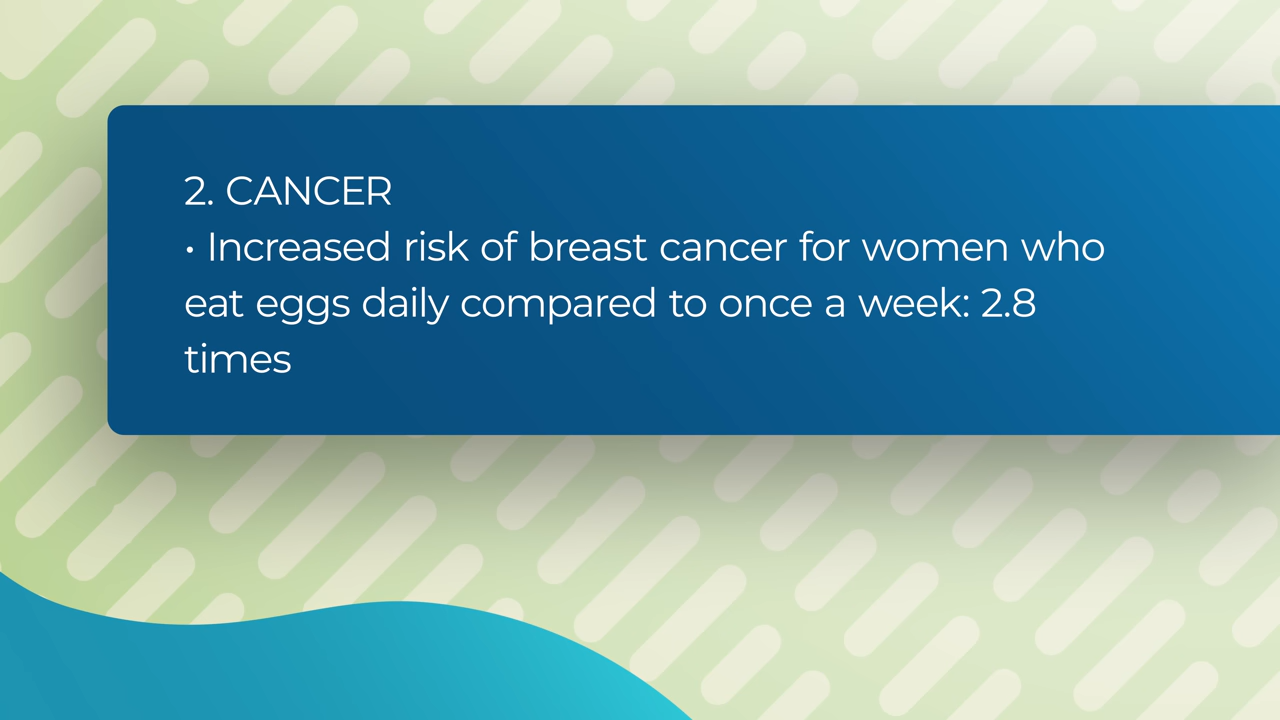 2. CANCER
• Increased risk of breast cancer for women who
eat eggs daily compared to once a week: 2.8
times